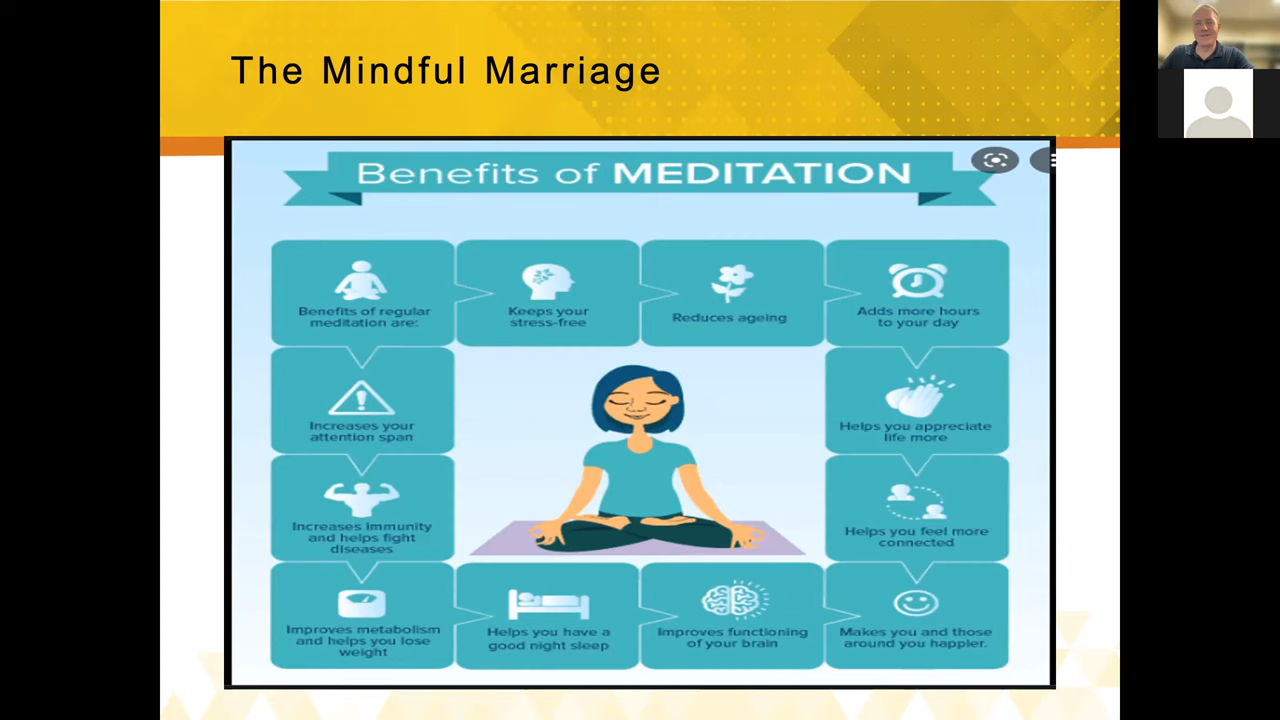 The Mindful Marriage
Benefits of MEDITATION
Benefits of regular
meditation are:
Keeps your
stress-free
Reduces ageing
Adds more hours
to your day
Increases your
attention span
Helps you appreciate
life more
Increases immunity
and helps fight
diseases
Helps you feel more
connected
Improves metabolism
and helps you lose
weight
Helps you have a
good night sleep
Improves functioning
of your brain
Makes you and those
around you happier.